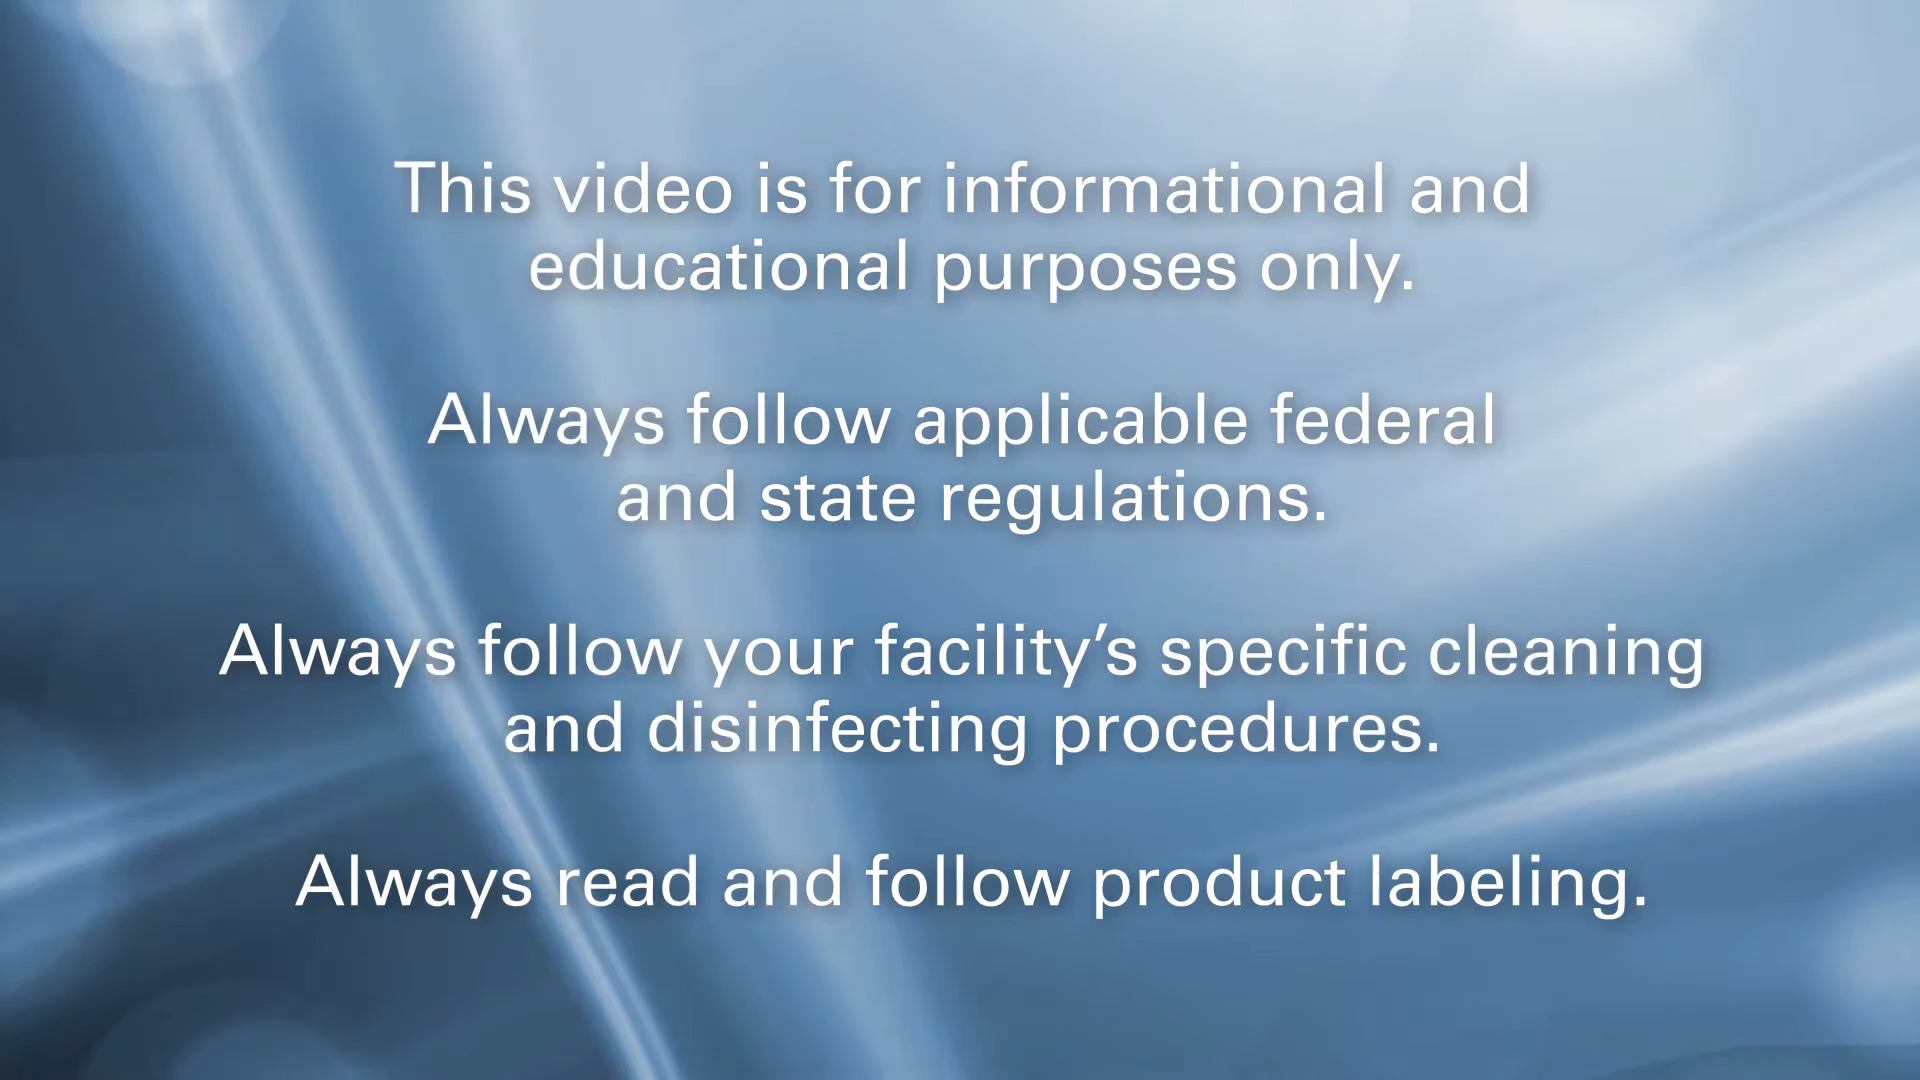 This video is for informational and
educational purposes only.
Always follow applicable federal
and state regulations.
Always follow your facility’s specific cleaning
and disinfecting procedures.
Always read and follow product labeling.